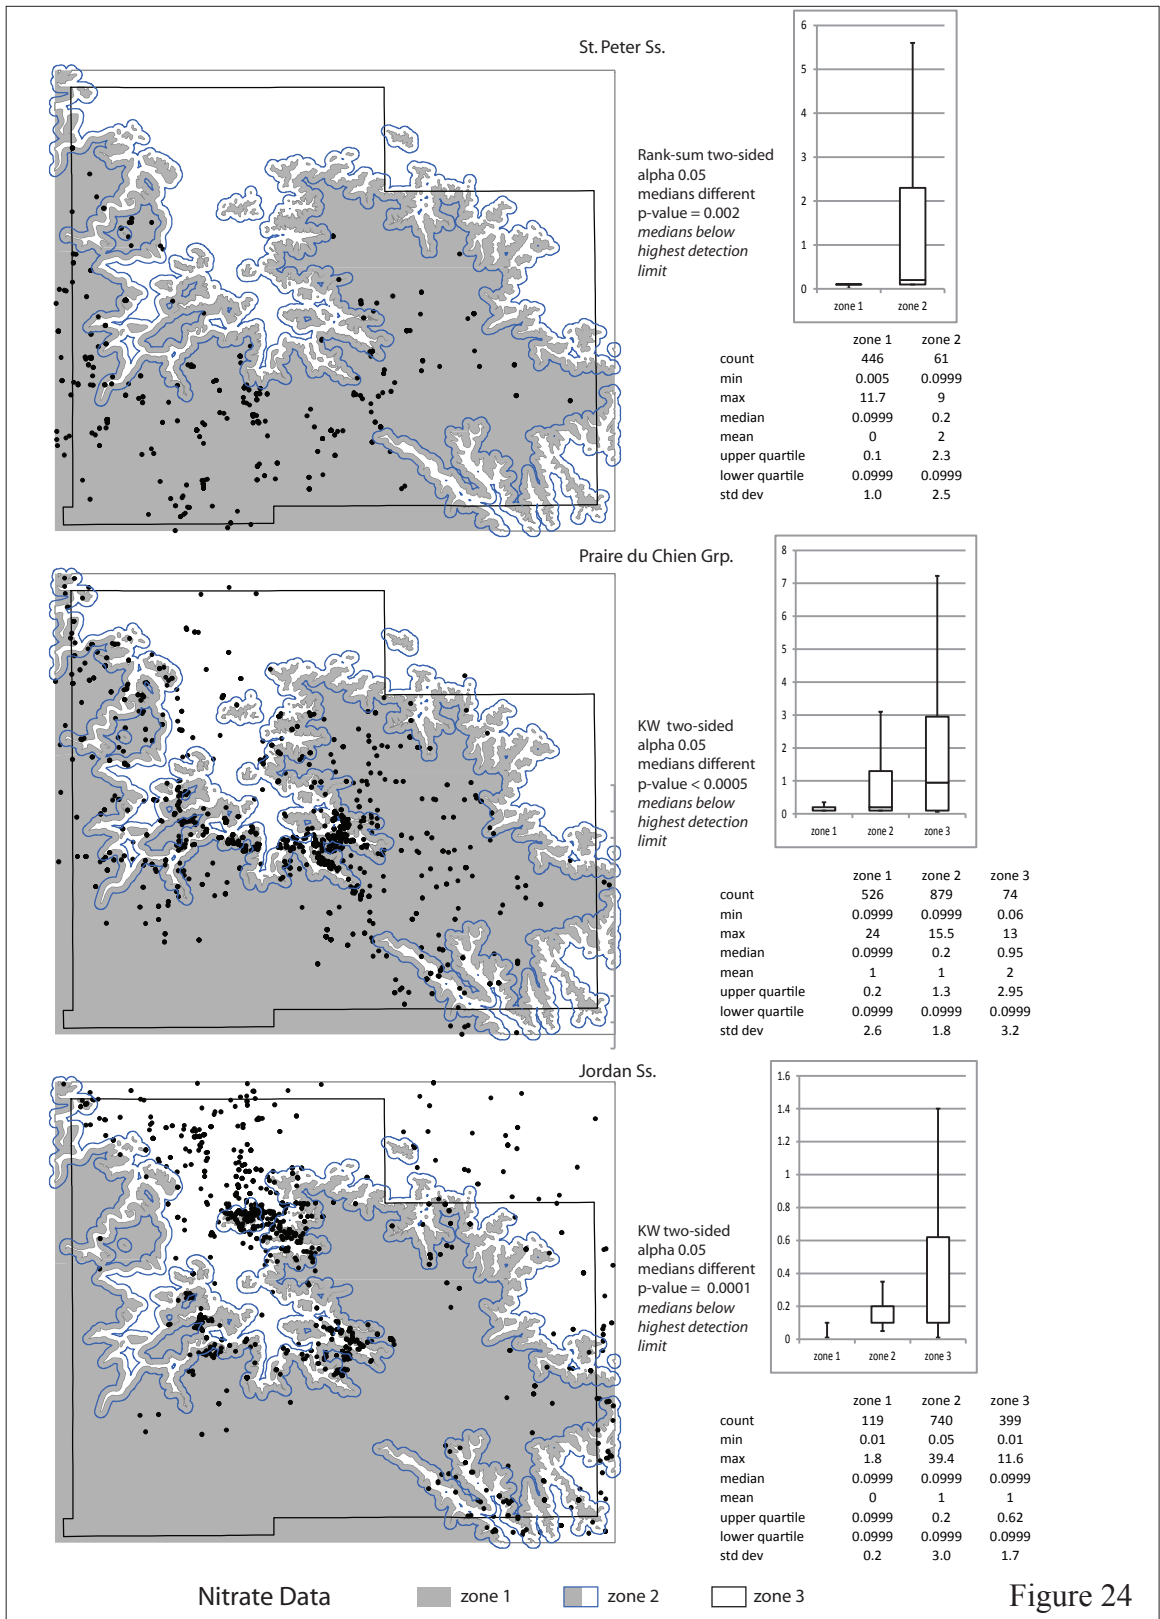 St. Peter Ss.
Rank-sum two-sided
alpha 0.05
medians different
p-value = 0.002
medians below
highest detection
limit
6
5
4
3
2
1
0
zone 1 zone 2
zone 1 zone 2
count 446 61
min 0.005 0.0999
max 11.7 9
median 0.0999 0.2
mean 0 2
upper quartile 0.1 2.3
lower quartile 0.0999 0.0999
std dev 1.0 2.5
Praire du Chien Grp.
KW two-sided
alpha 0.05
medians different
p-value < 0.0005
medians below
highest detection
limit
8
7
6
5
4
3
2
1
0
zone 1 zone 2 zone 3
zone 1 zone 2 zone 3
count 526 879 74
min 0.0999 0.0999 0.06
max 24 15.5 13
median 0.0999 0.2 0.95
mean 1 1 2
upper quartile 0.2 1.3 2.95
lower quartile 0.0999 0.0999 0.0999
std dev 2.6 1.8 3.2
Jordan Ss.
KW two-sided
alpha 0.05
medians different
p-value = 0.0001
medians below
highest detection
limit
1.6
1.4
1.2
1
0.8
0.6
0.4
0.2
0
zone 1 zone 2 zone 3
zone 1 zone 2 zone 3
count 119 740 399
min 0.01 0.05 0.01
max 1.8 39.4 11.6
median 0.0999 0.0999 0.0999
mean 0 1 1
upper quartile 0.0999 0.2 0.62
lower quartile 0.0999 0.0999 0.0999
std dev 0.2 3.0 1.7
Nitrate Data zone 1 zone 2 zone 3 Figure 24